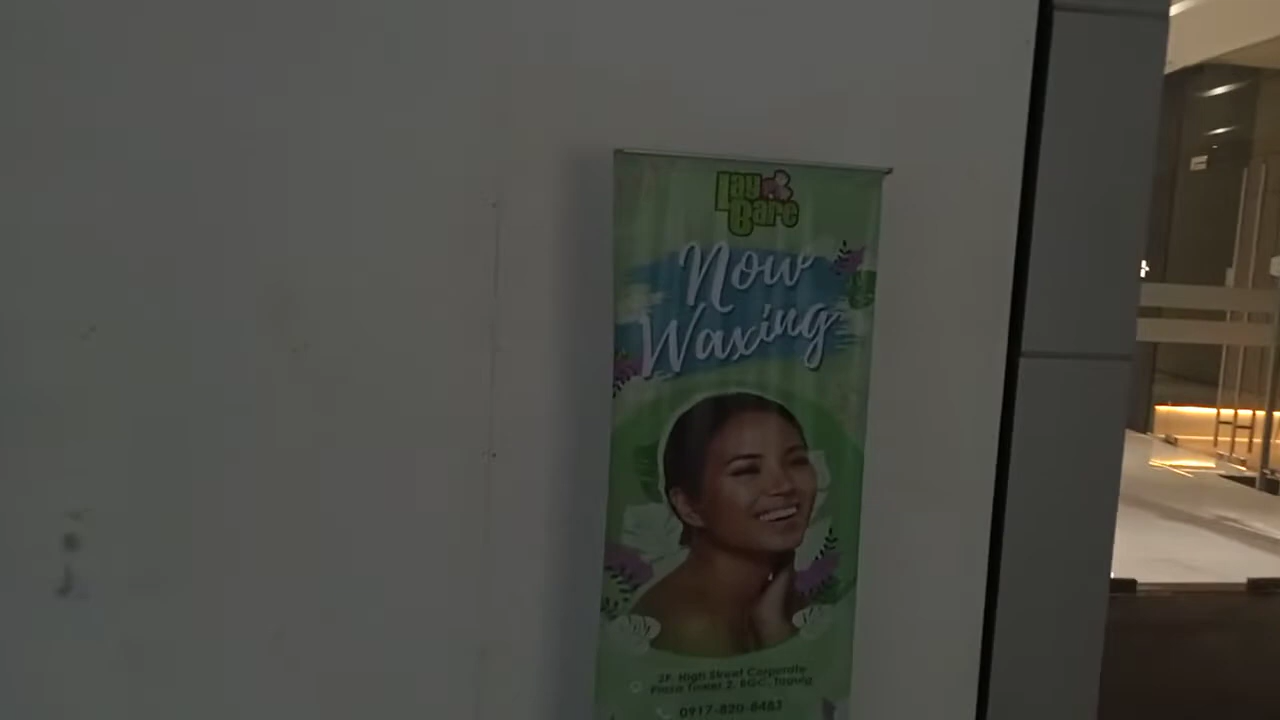 Lay
Bare
Now
Waxing
2F. High Street Corporate
Plaza Tower 2, BGC, Taguig
0917-820-8483